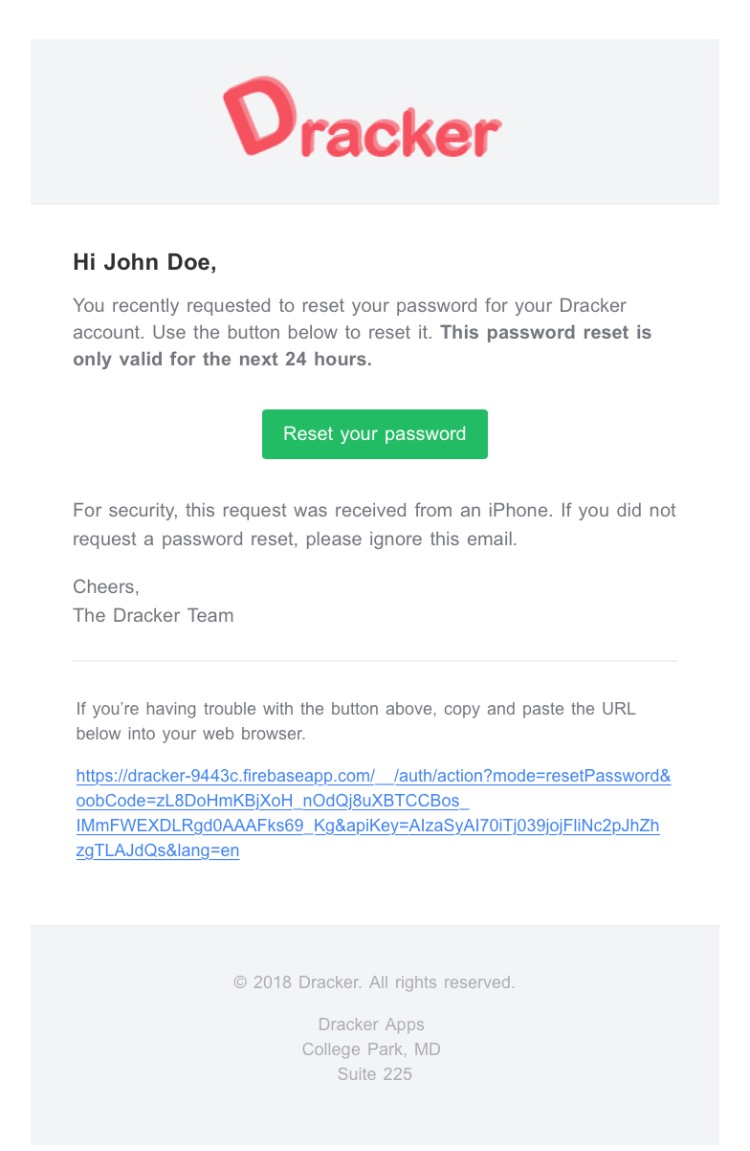 Dracker
Hi John Doe,
You recently requested to reset your password for your Dracker
account. Use the button below to reset it. This password reset is
only valid for the next 24 hours.
Reset your password
For security, this request was received from an iPhone. If you did not
request a password reset, please ignore this email.
Cheers,
The Dracker Team
If you’re having trouble with the button above, copy and paste the URL
below into your web browser.
https://dracker-9443c.firebaseapp.com/__/auth/action?mode=resetPassword&
oobCode=zL8DoHmKBjXoH_nOdQj8uXBTCCBos_
IMmFWEXDLRgd0AAAFks69_Kg&apiKey=AIzaSyAI70iTj039jojFliNc2pJhZh
zgTLAJdQs&lang=en
© 2018 Dracker. All rights reserved.
Dracker Apps
College Park, MD
Suite 225